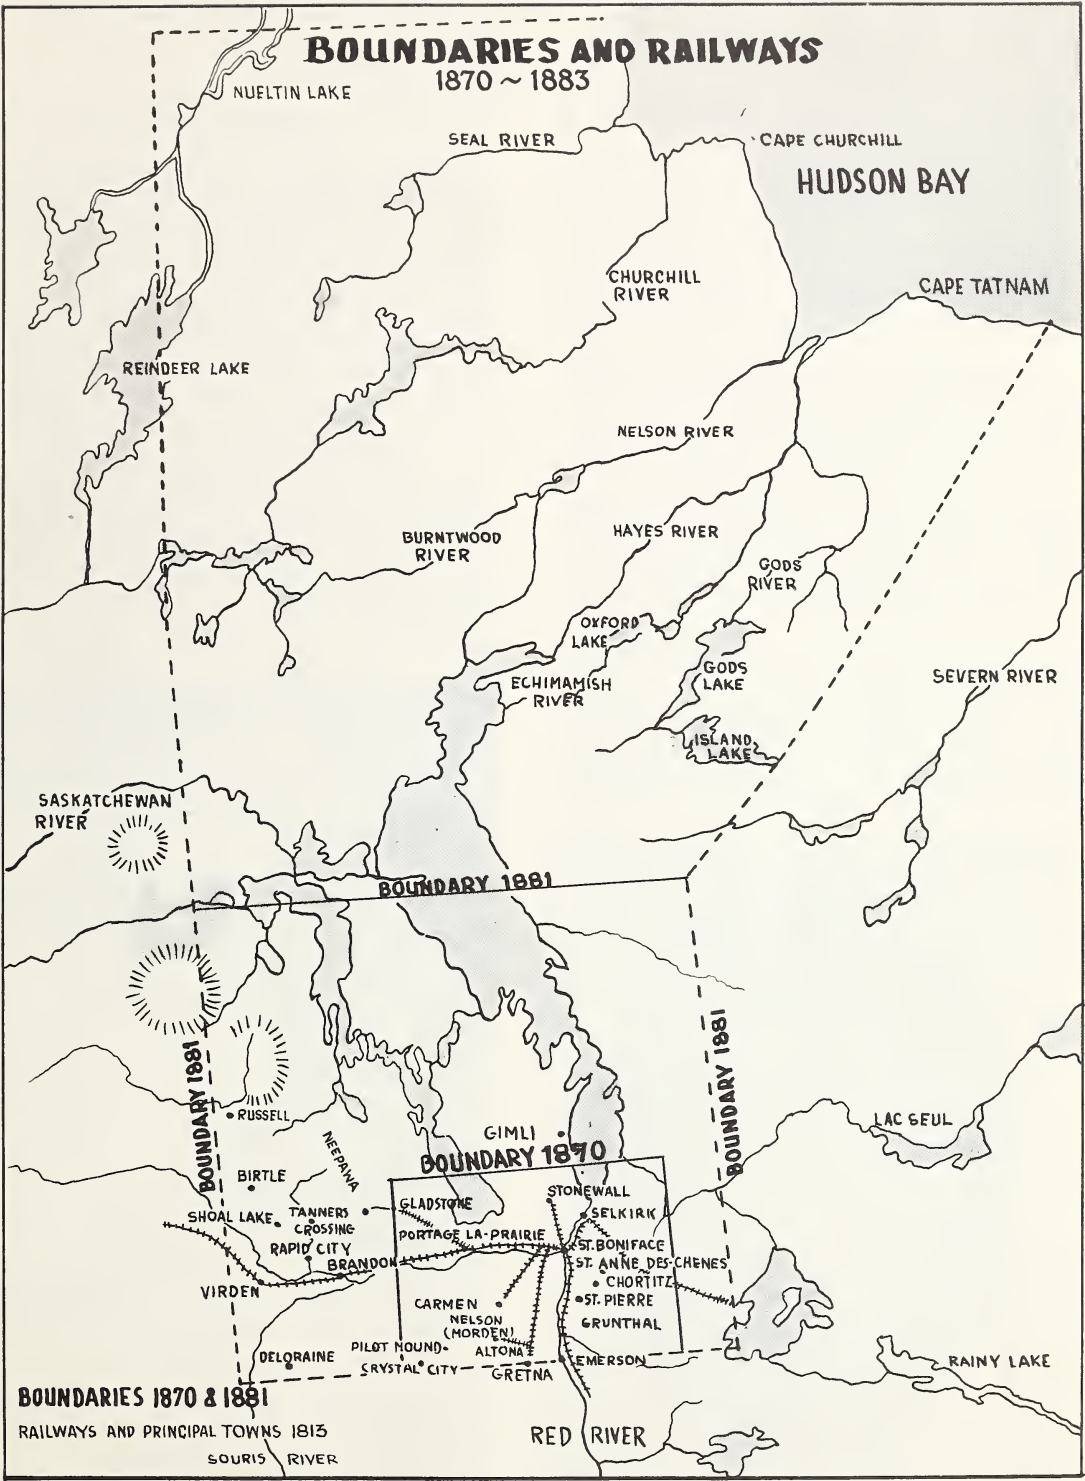 BOUNDARIES AND RAILWAYS
1870 ~ 1883
NUELTIN LAKE
SEAL RIVER
CAPE CHURCHILL
HUDSON BAY
CHURCHILL
RIVER
CAPE TATNAM
REINDEER LAKE
NELSON RIVER
BURNTWOOD
RIVER
HAYES RIVER
GODS
RIVER
OXFORD
LAKE
GODS
LAKE
ECHIMAMISH
RIVER
SEVERN RIVER
ISLAND
LAKE
SASKATCHEWAN
RIVER
BOUNDARY 1881
BOUNDARY 1881
BOUNDARY 1881
RUSSELL
LAC SEUL
GIMLI
BOUNDARY 1870
NEEPAWA
BIRTLE
STONEWALL
GLADSTONE
SHOAL LAKE
TANNERS
CROSSING
SELKIRK
PORTAGE LA-PRAIRIE
RAPID CITY
ST. BONIFACE
BRANDON
ST. ANNE DES-CHENES
CHORTITZ
VIRDEN
CARMEN
ST. PIERRE
NELSON
(MORDEN)
GRUNTHAL
PILOT MOUND
ALTONA
DELORAINE
CRYSTAL CITY
GRETNA
EMERSON
RAINY LAKE
BOUNDARIES 1870 & 1881
RAILWAYS AND PRINCIPAL TOWNS 1813
RED RIVER
SOURIS RIVER